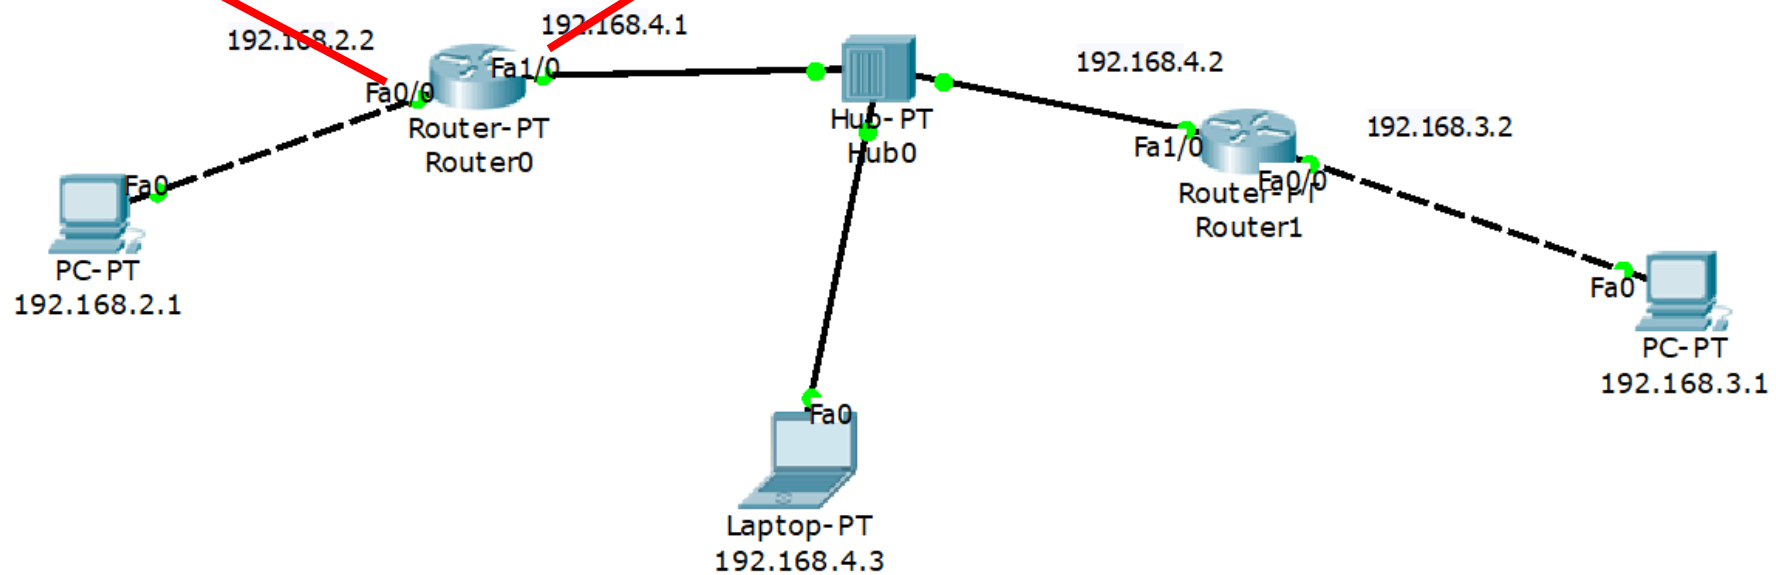 192.168.2.2
192.168.4.1
Fa0/0
Fa1/0
Router-PT
Router0
Fa0
PC-PT
192.168.2.1
Hub-PT
Hub0
192.168.4.2
Fa1/0
192.168.3.2
Fa0/0
Router-PT
Router1
Fa0
PC-PT
192.168.3.1
Fa0
Laptop-PT
192.168.4.3